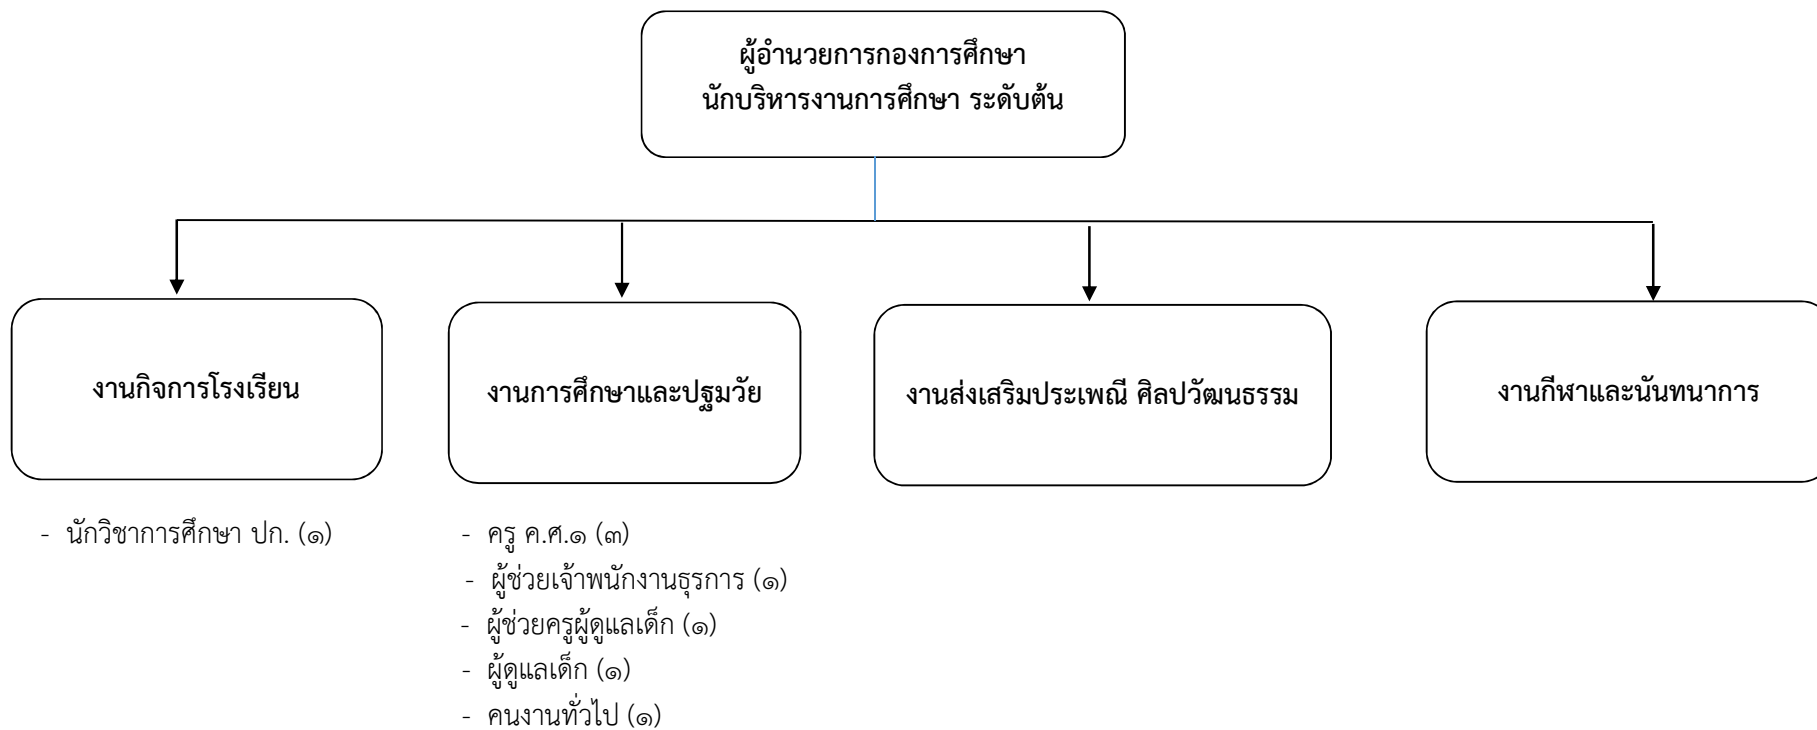 ผู้อำนวยการกองการศึกษา
นักบริหารงานการศึกษา ระดับต้น
งานกิจการโรงเรียน
งานการศึกษาและปฐมวัย
งานส่งเสริมประเพณี ศิลปวัฒนธรรม
งานกีฬาและนันทนาการ
- นักวิชาการศึกษา ปก. (๑)
- ครู ค.ศ.๑ (๓)
- ผู้ช่วยเจ้าพนักงานธุรการ (๑)
- ผู้ช่วยครูผู้ดูแลเด็ก (๑)
- ผู้ดูแลเด็ก (๑)
- คนงานทั่วไป (๑)